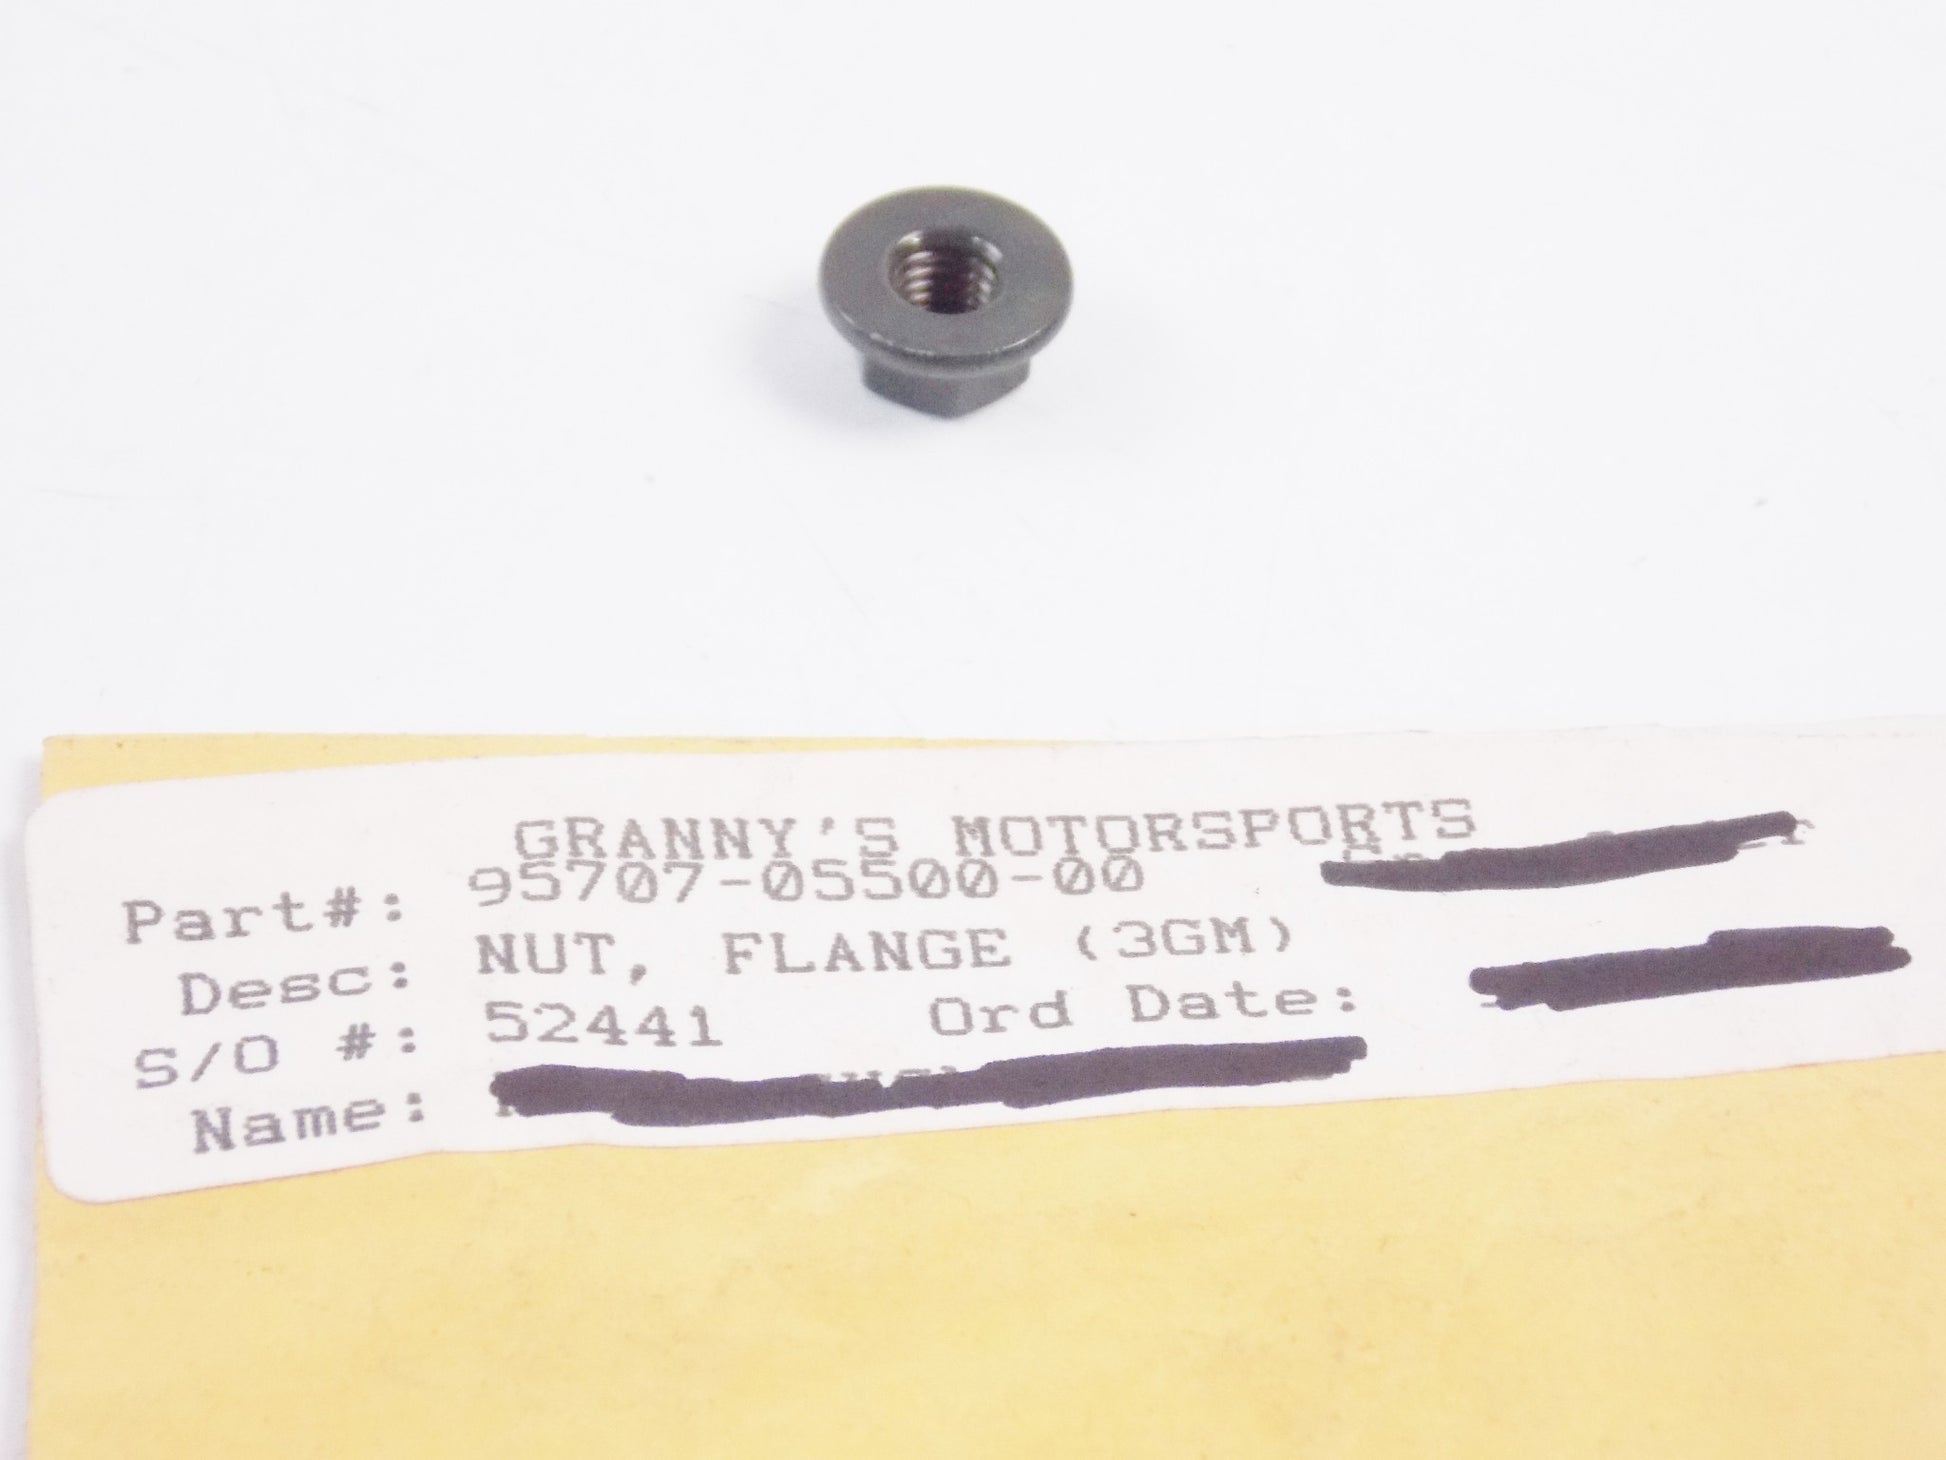 GRANNY'S MOTORSPORTS
Part#: 95707-05500-00
Desc: NUT, FLANGE (3GM)
S/O #: 52441 Ord Date:
Name: